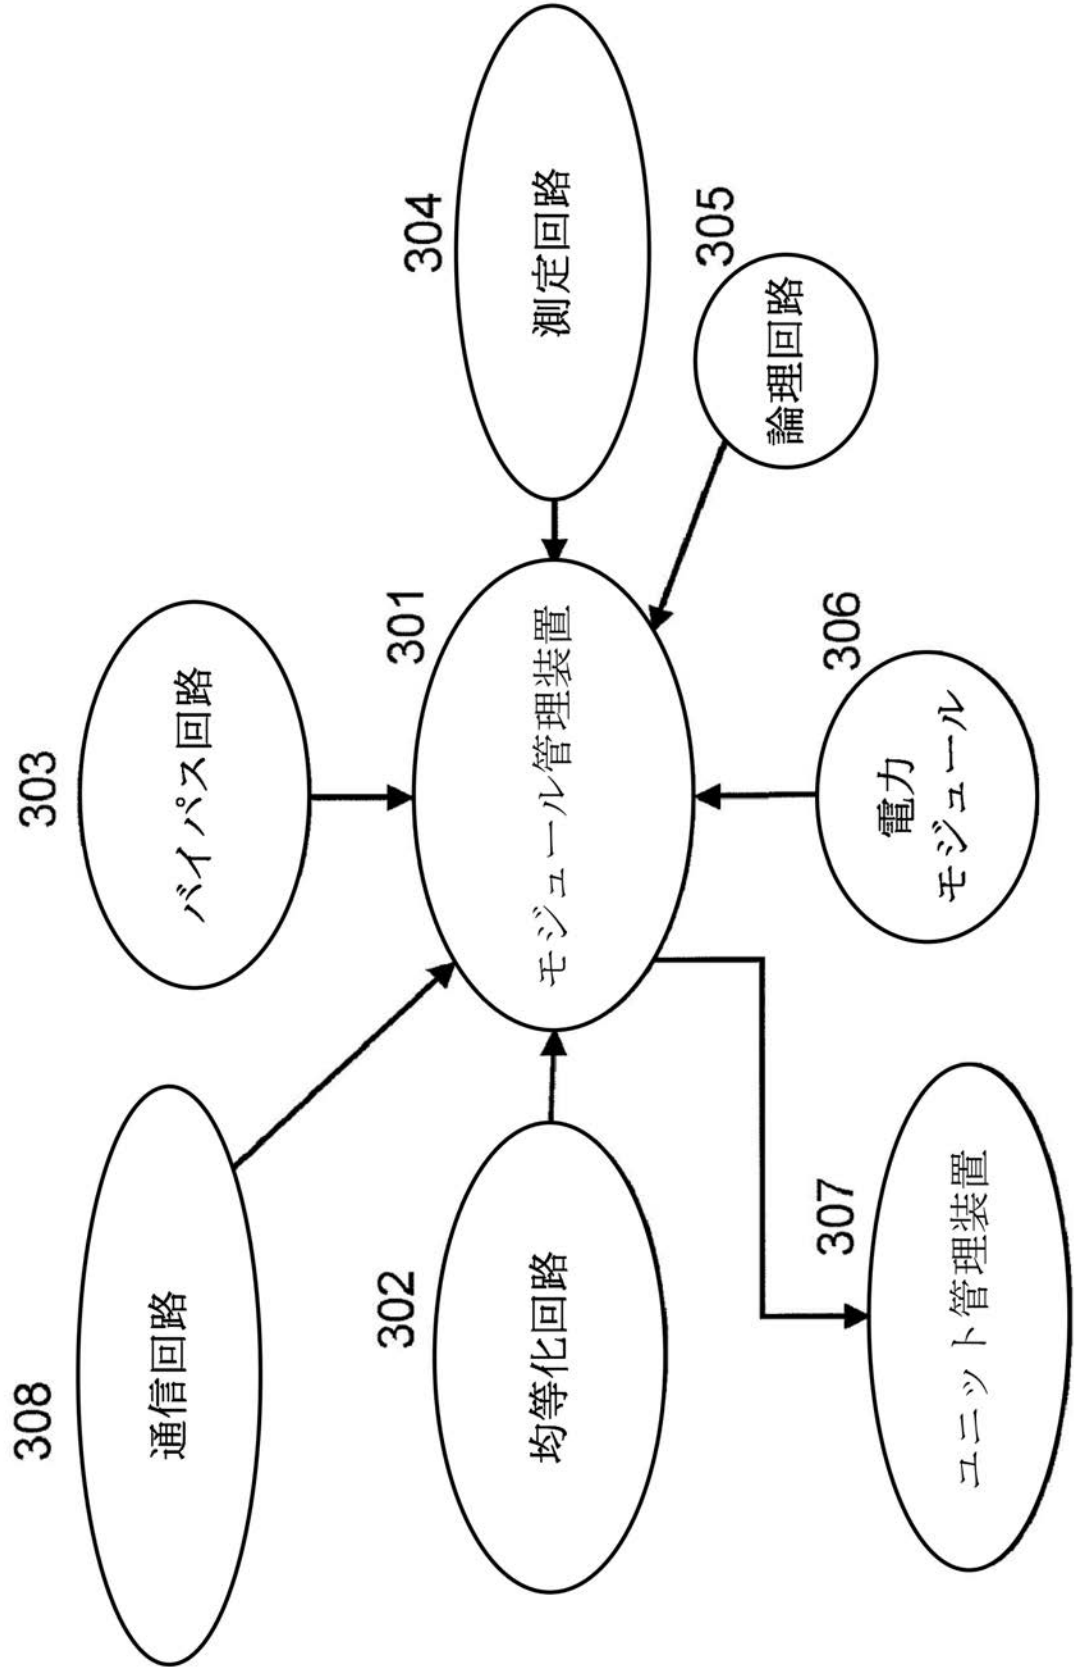 308
通信回路
303
バイパス回路
302
均等化回路
301
モジュール管理装置
304
測定回路
307
ユニット管理装置
306
電力
モジュール
305
論理回路